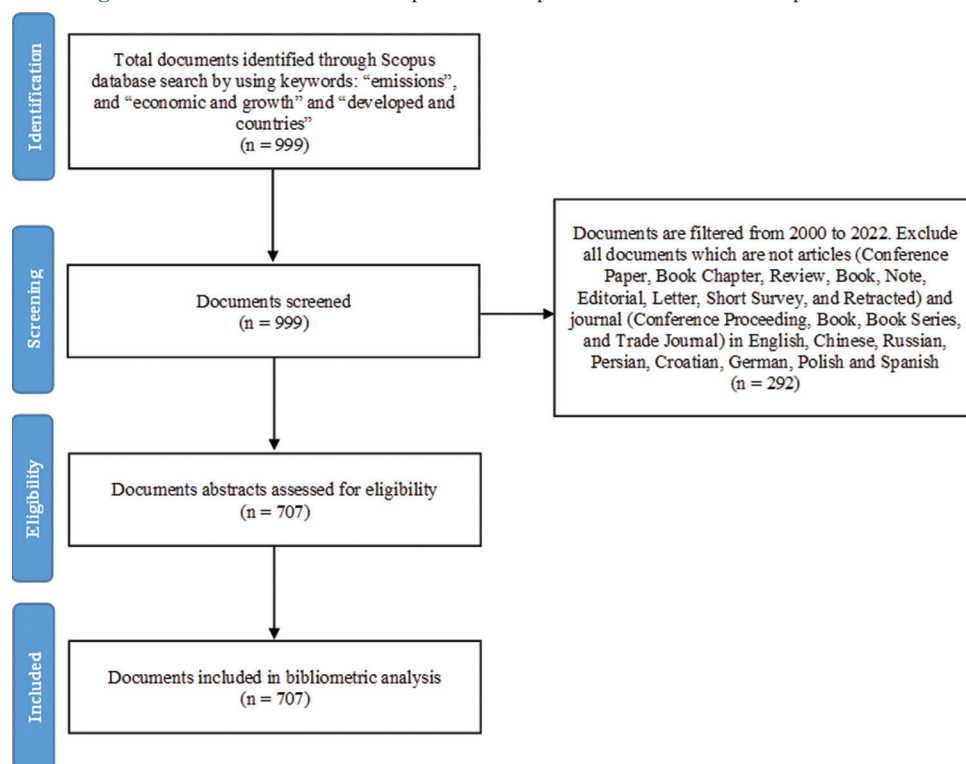 Identification
Total documents identified through Scopus
database search by using keywords: “emissions”,
and “economic and growth” and “developed and
countries”
(n = 999)
Screening
Documents screened
(n = 999)
Documents are filtered from 2000 to 2022. Exclude
all documents which are not articles (Conference
Paper, Book Chapter, Review, Book, Note,
Editorial, Letter, Short Survey, and Retracted) and
journal (Conference Proceeding, Book, Book Series,
and Trade Journal) in English, Chinese, Russian,
Persian, Croatian, German, Polish and Spanish
(n = 292)
Eligibility
Documents abstracts assessed for eligibility
(n = 707)
Included
Documents included in bibliometric analysis
(n = 707)